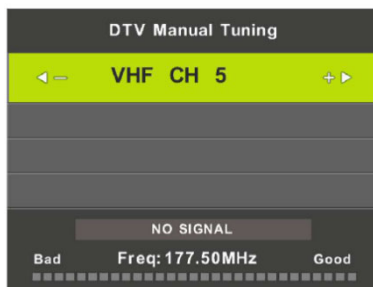 DTV Manual Tuning
VHF CH 5
NO SIGNAL
Bad Freq:177.50MHz Good